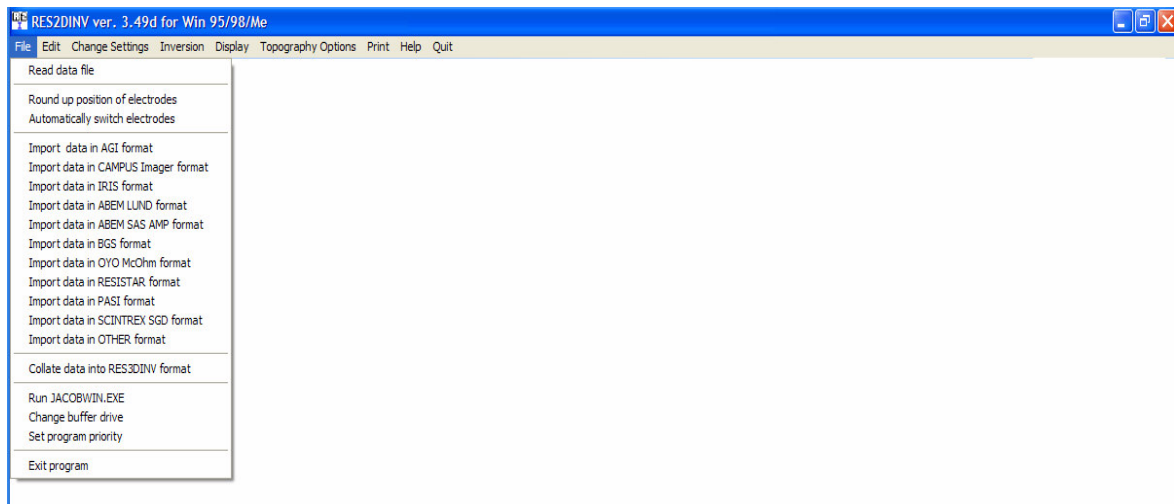 RES2DINV ver. 3.49d for Win 95/98/Me
File Edit Change Settings Inversion Display Topography Options Print Help Quit
Read data file
Round up position of electrodes
Automatically switch electrodes
Import data in AGI format
Import data in CAMPUS Imager format
Import data in IRIS format
Import data in ABEM LUND format
Import data in ABEM SAS AMP format
Import data in BGS format
Import data in OYO McOhm format
Import data in RESISTAR format
Import data in PASI format
Import data in SCINTREX SGD format
Import data in OTHER format
Collate data into RES3DINV format
Run JACOBWIN.EXE
Change buffer drive
Set program priority
Exit program